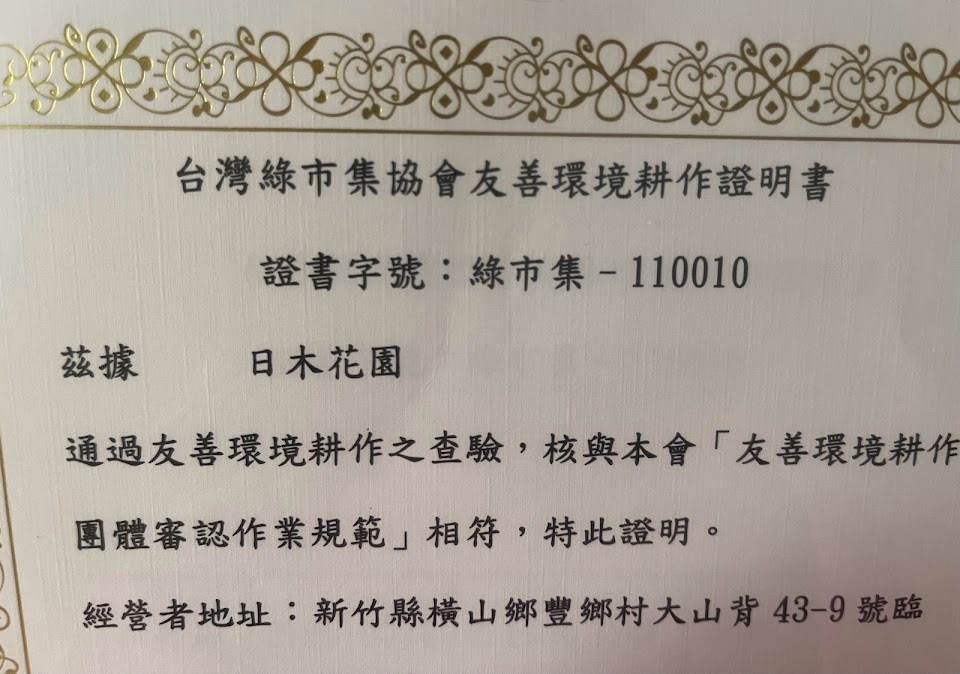 台灣綠市集協會友善環境耕作證明書
證書字號：綠市集-110010
茲據 日木花園
通過友善環境耕作之查驗，核與本會「友善環境耕作
團體審認作業規範」相符，特此證明。
經營者地址：新竹縣橫山鄉豐鄉村大山背 43-9 號臨